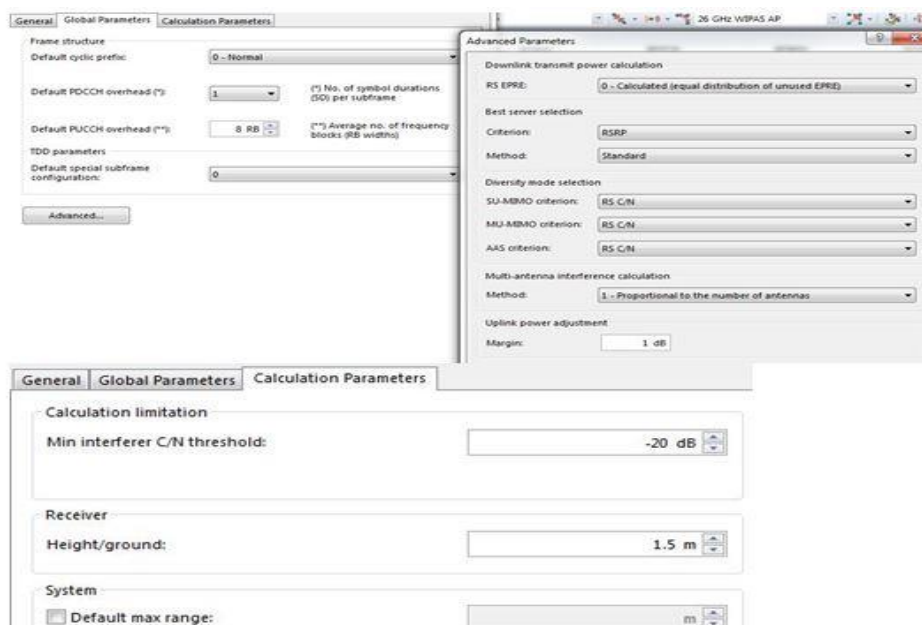 General Global Parameters Calculation Parameters
Frame structure
Default cyclic prefix: 0 - Normal
Default PDCCH overhead (*): 1 (*) No. of symbol durations
(SD) per subframe
Default PUCCH overhead (**): 8 RB (**) Average no. of frequency
blocks (RB widths)
TDD parameters
Default special subframe
configuration: 0
Advanced...
26 GHz WIPAS AP
Advanced Parameters
Downlink transmit power calculation
RS EPRE: 0 - Calculated (equal distribution of unused EPRE)
Best server selection
Criterion: RSRP
Method: Standard
Diversity mode selection
SU-MIMO criterion: RS C/N
MU-MIMO criterion: RS C/N
AAS criterion: RS C/N
Multi-antenna interference calculation
Method: 1 - Proportional to the number of antennas
Uplink power adjustment
Margin: 1 dB
General Global Parameters Calculation Parameters
Calculation limitation
Min interferer C/N threshold: -20 dB
Receiver
Height/ground: 1.5 m
System
Default max range: m